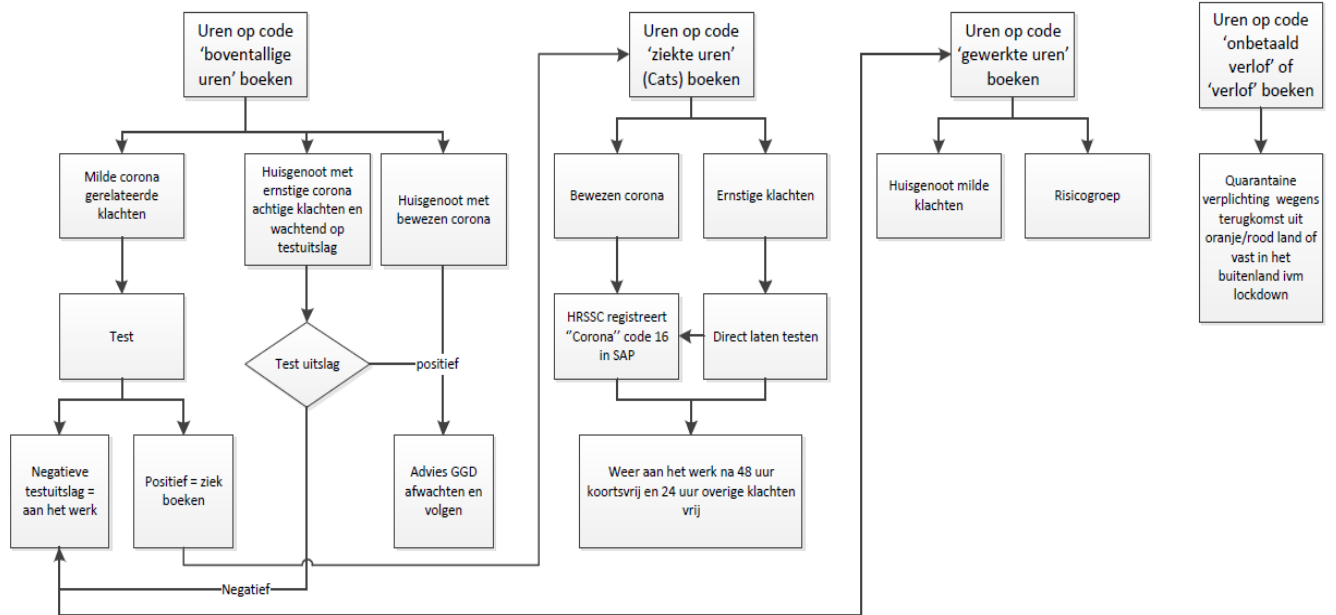 Uren op code
‘boventallige
uren’ boeken
Uren op code
‘ziekte uren’
(Cats) boeken
Uren op code
‘gewerkte uren’
boeken
Uren op code
‘onbetaald
verlof’ of
‘verlof’ boeken
Milde corona
gerelateerde
klachten
Huisgenoot met
ernstige corona
achtige klachten en
wachtend op
testuitslag
Huisgenoot met
bewezen corona
Bewezen corona
Ernstige klachten
Huisgenoot milde
klachten
Risicogroep
Quarantaine
verplichting wegens
terugkomst uit
oranje/rood land of
vast in het
buitenland ivm
lockdown
Test
Test uitslag
positief
HRSSC registreert
“Corona” code 16
in SAP
Direct laten testen
Negatieve
testuitslag =
aan het werk
Positief = ziek
boeken
Advies GGD
afwachten en
volgen
Weer aan het werk na 48 uur
koortsvrij en 24 uur overige klachten
vrij
Negatief